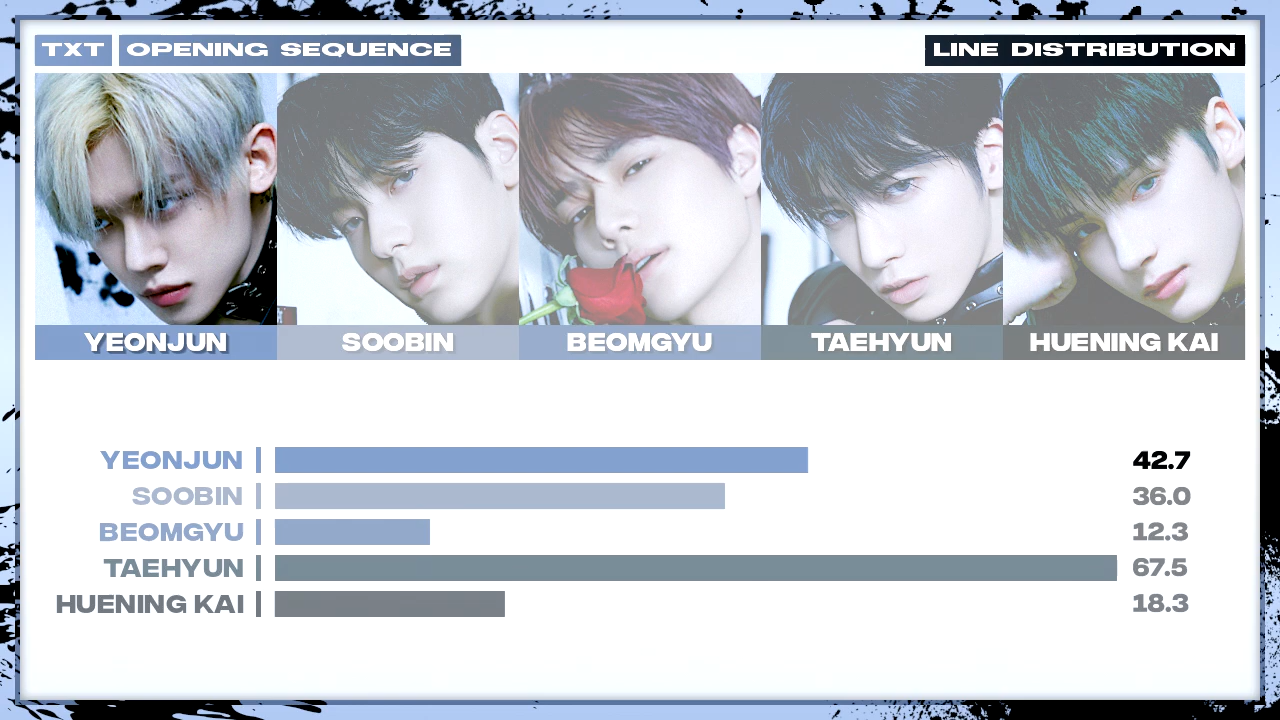 TXT OPENING SEQUENCE LINE DISTRIBUTION
YEONJUN SOOBIN BEOMGYU TAEHYUN HUENING KAI
YEONJUN 42.7
SOOBIN 36.0
BEOMGYU 12.3
TAEHYUN 67.5
HUENING KAI 18.3